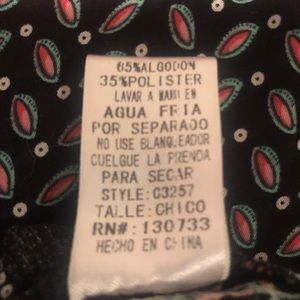 65%ALGODON
35%POLISTER
LAVAR A MANO EN
AGUA FRIA
POR SEPARADO
NO USE BLANQUEADOR
CUELGUE LA PRENDA
PARA SECAR
STYLE: C3257
TALLE: CHICO
RN#: 130733
HECHO EN CHINA